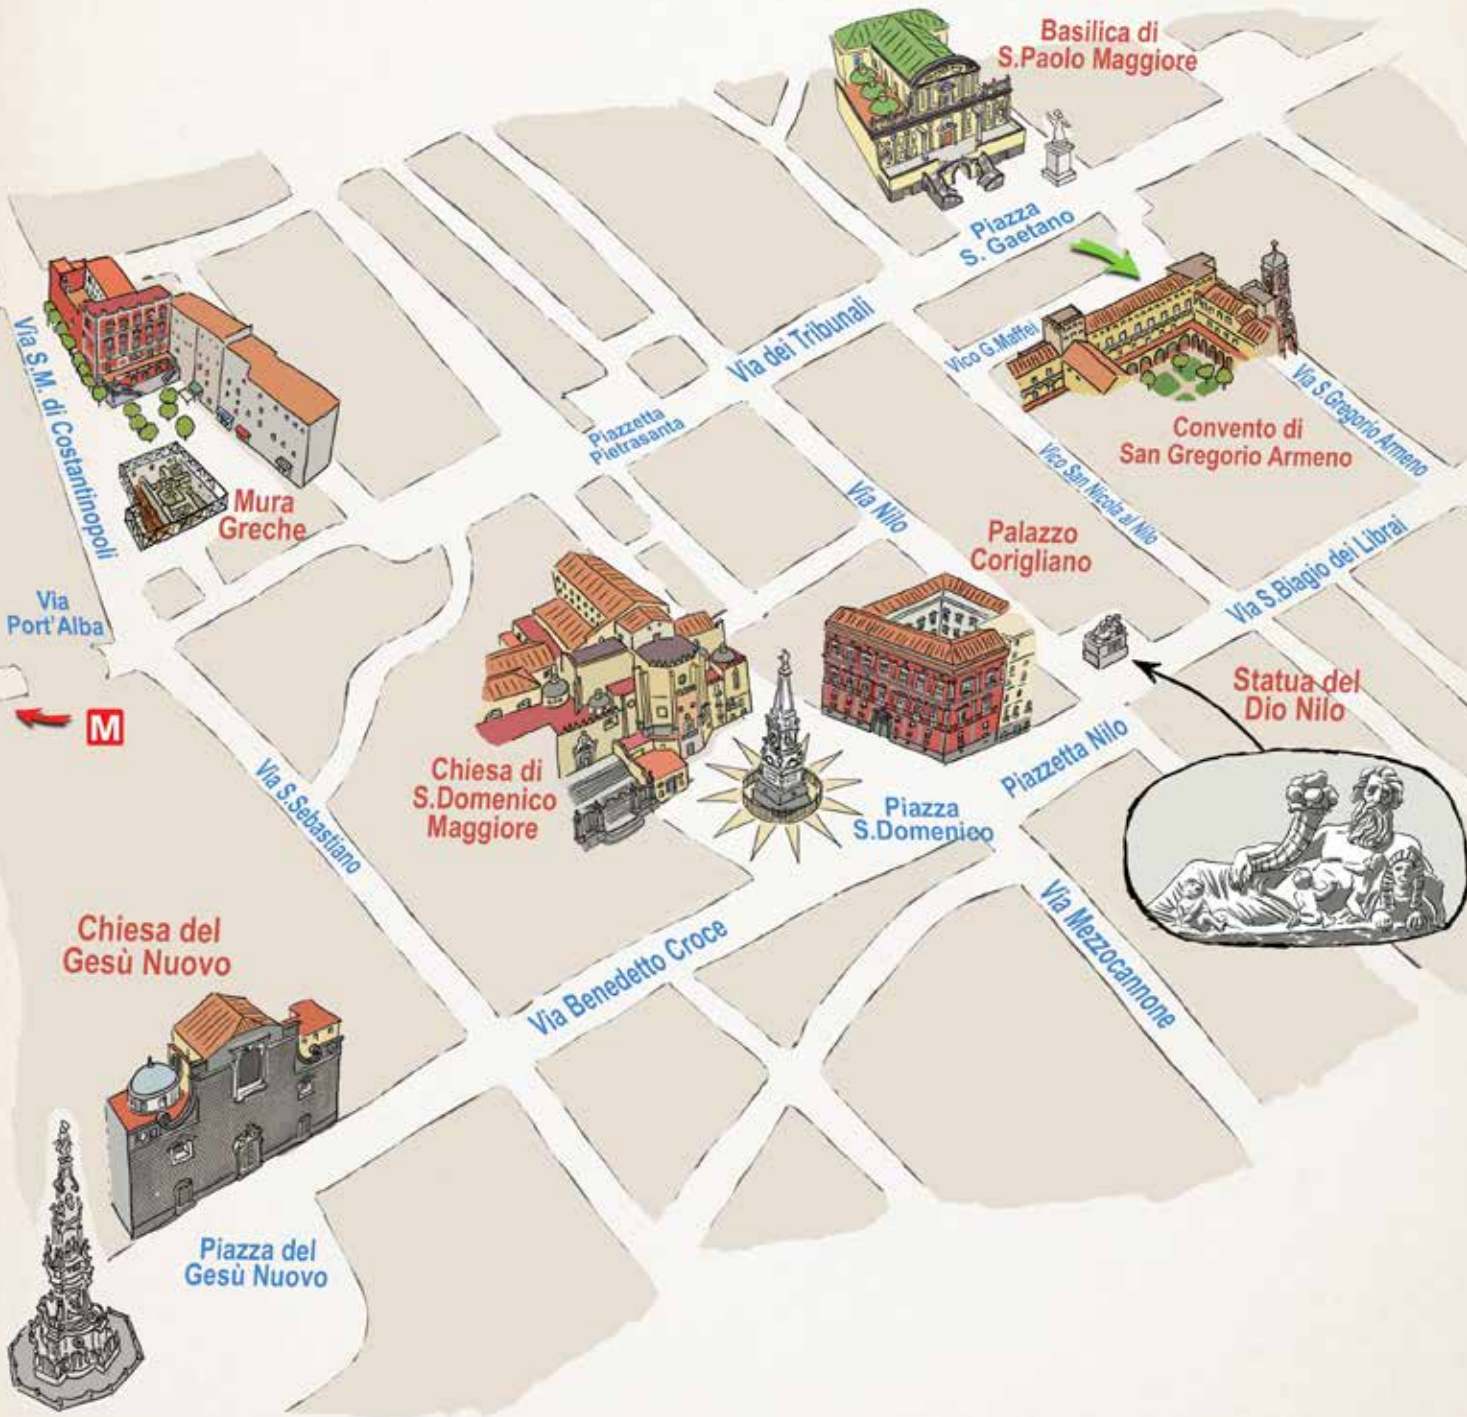 Basilica di
S.Paolo Maggiore
Piazza
S. Gaetano
Via dei Tribunali
Vico G.Maffei
Via S.Gregorio Armeno
Convento di
San Gregorio Armeno
Via S.M. di Costantinopoli
Piazzetta
Pietrasanta
Mura
Greche
Via Nilo
Vico San Nicola al Nilo
Palazzo
Corigliano
Via S.Biagio dei Librai
Via
Port'Alba
M
Statua del
Dio Nilo
Piazzetta Nilo
Chiesa di
S.Domenico
Maggiore
Piazza
S.Domenico
Via S.Sebastiano
Via Mezzocannone
Chiesa del
Gesù Nuovo
Via Benedetto Croce
Piazza del
Gesù Nuovo